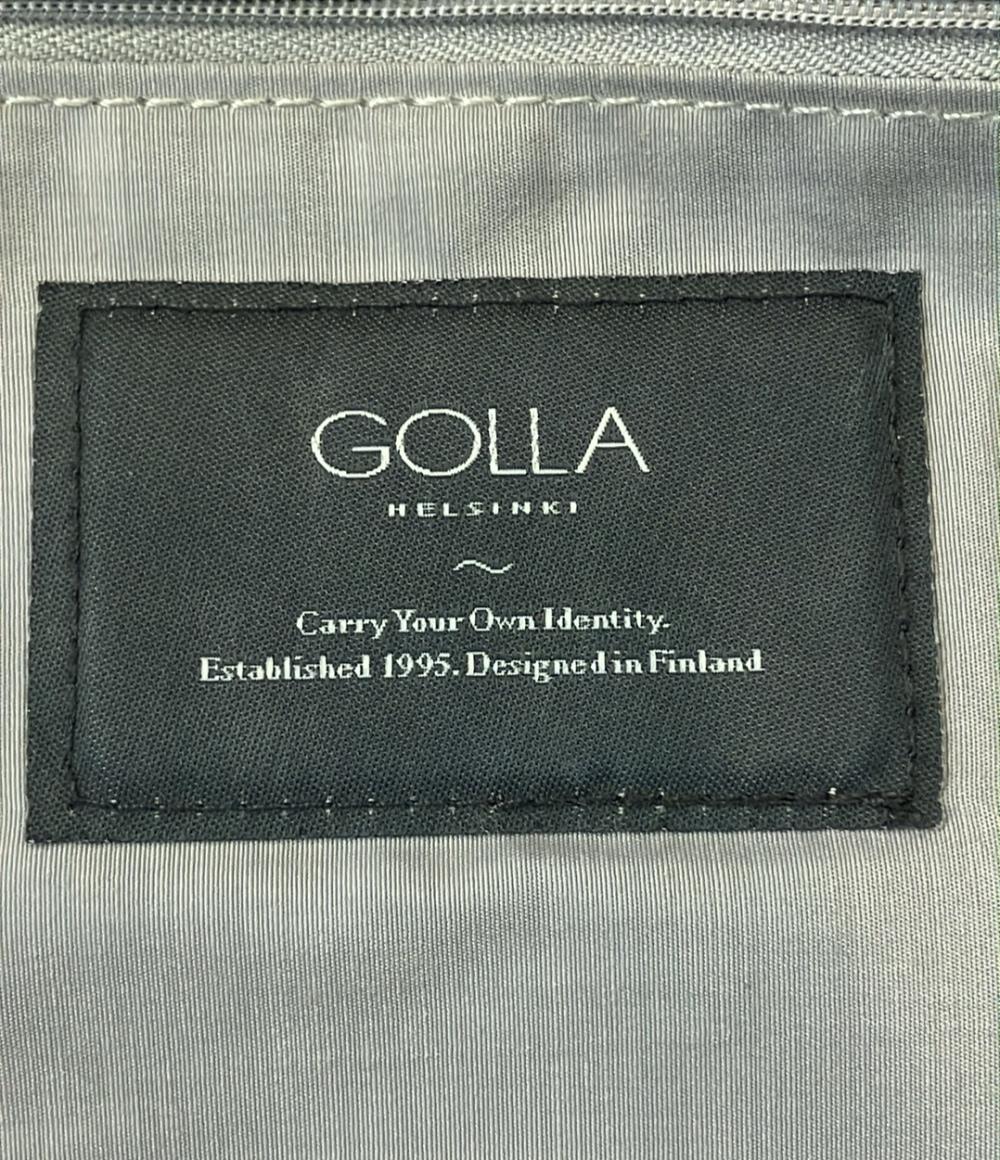 GOLLA
HELSINKI
~
Carry Your Own Identity.
Established 1995. Designed in Finland